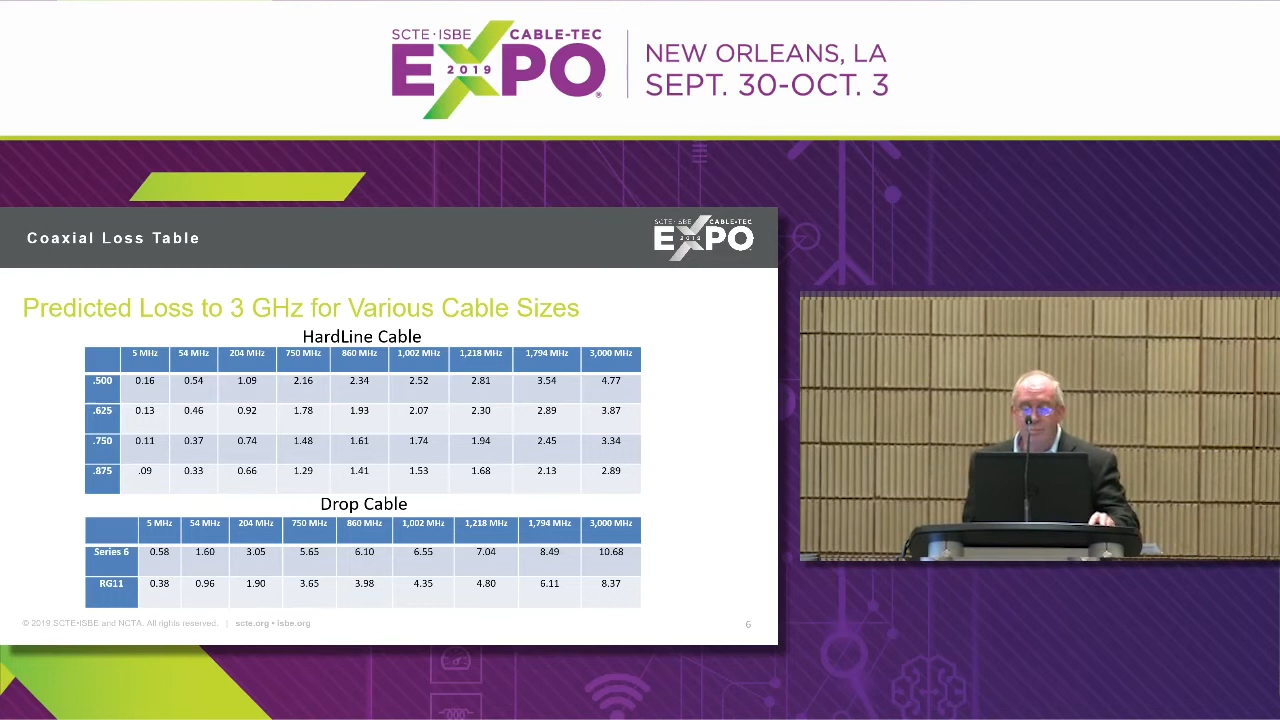 SCTE·ISBE CABLE-TEC
EXPO
2019
®
NEW ORLEANS, LA
SEPT. 30-OCT. 3
Coaxial Loss Table
SCTE·ISBE CABLE-TEC
EXPO
2019
Predicted Loss to 3 GHz for Various Cable Sizes
HardLine Cable
5 MHz 54 MHz 204 MHz 750 MHz 860 MHz 1,002 MHz 1,218 MHz 1,794 MHz 3,000 MHz
.500 0.16 0.54 1.09 2.16 2.34 2.52 2.81 3.54 4.77
.625 0.13 0.46 0.92 1.78 1.93 2.07 2.30 2.89 3.87
.750 0.11 0.37 0.74 1.48 1.61 1.74 1.94 2.45 3.34
.875 .09 0.33 0.66 1.29 1.41 1.53 1.68 2.13 2.89
Drop Cable
5 MHz 54 MHz 204 MHz 750 MHz 860 MHz 1,002 MHz 1,218 MHz 1,794 MHz 3,000 MHz
Series 6 0.58 1.60 3.05 5.65 6.10 6.55 7.04 8.49 10.68
RG11 0.38 0.96 1.90 3.65 3.98 4.35 4.80 6.11 8.37
© 2019 SCTE•ISBE and NCTA. All rights reserved. | scte.org • isbe.org
6